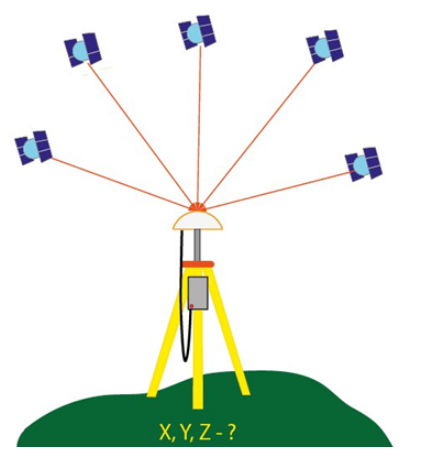 X, Y, Z - ?